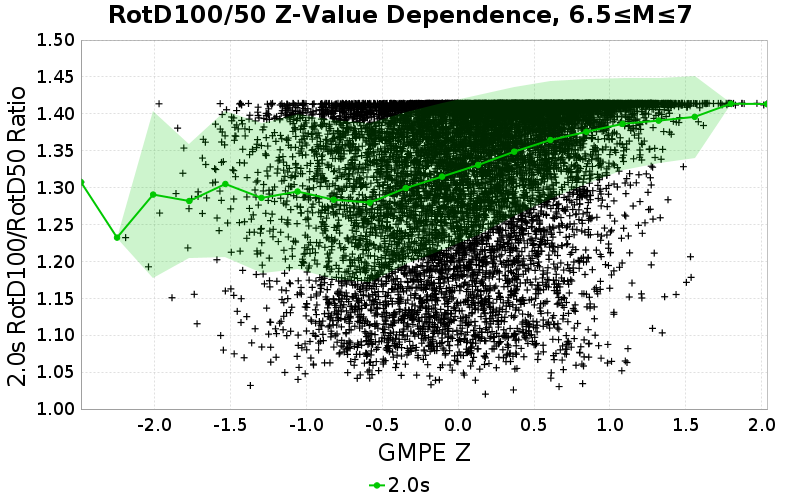 RotD100/50 Z-Value Dependence, 6.5≤M≤7
2.0s RotD100/RotD50 Ratio
1.50
1.45
1.40
1.35
1.30
1.25
1.20
1.15
1.10
1.05
1.00
-2.0 -1.5 -1.0 -0.5 0.0 0.5 1.0 1.5 2.0
GMPE Z
2.0s